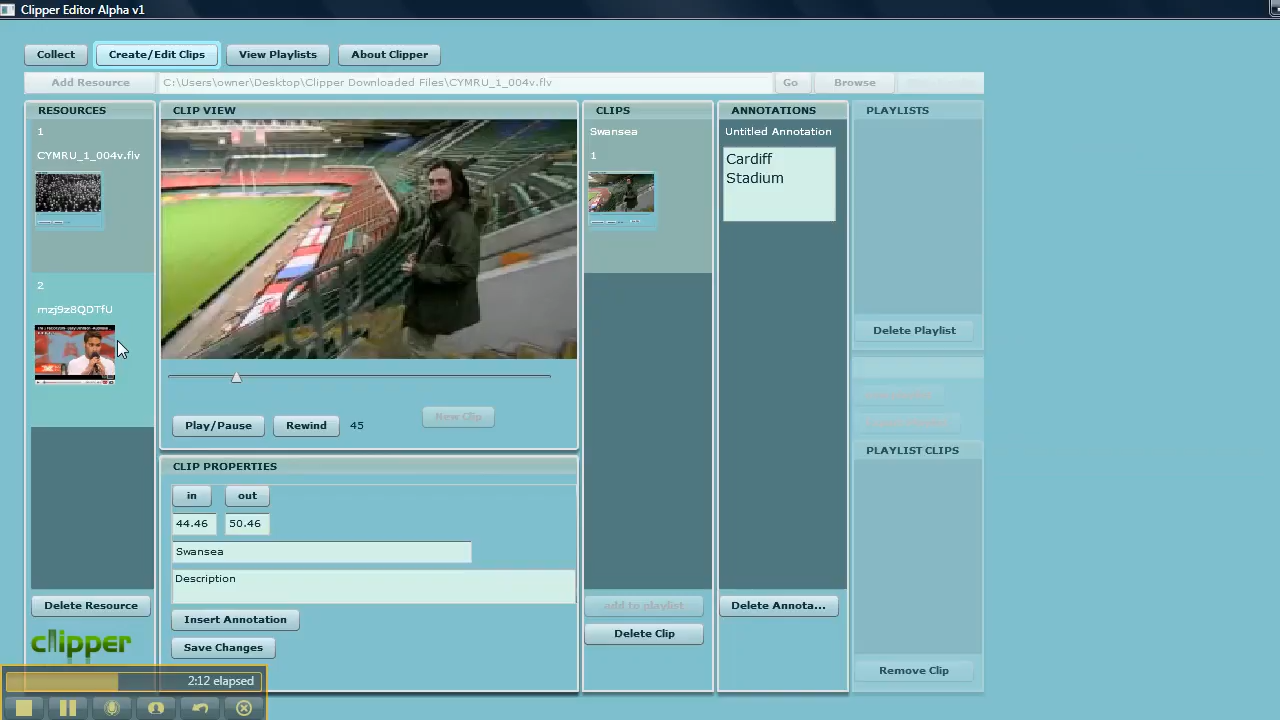 Clipper Editor Alpha v1
Collect
Create/Edit Clips
View Playlists
About Clipper
Add Resource
C:\Users\owner\Desktop\Clipper Downloaded Files\CYMRU_1_004v.flv
Go
Browse
RESOURCES
1
CYMRU_1_004v.flv
2
mzj9z8QDTfU
Delete Resource
clipper
CLIP VIEW
Play/Pause
Rewind
45
New Clip
CLIP PROPERTIES
in
out
44.46
50.46
Swansea
Description
Insert Annotation
Save Changes
CLIPS
Swansea
1
add to playlist
Delete Clip
ANNOTATIONS
Untitled Annotation
Cardiff
Stadium
Delete Annota...
PLAYLISTS
Delete Playlist
PLAYLIST CLIPS
Remove Clip
2:12 elapsed